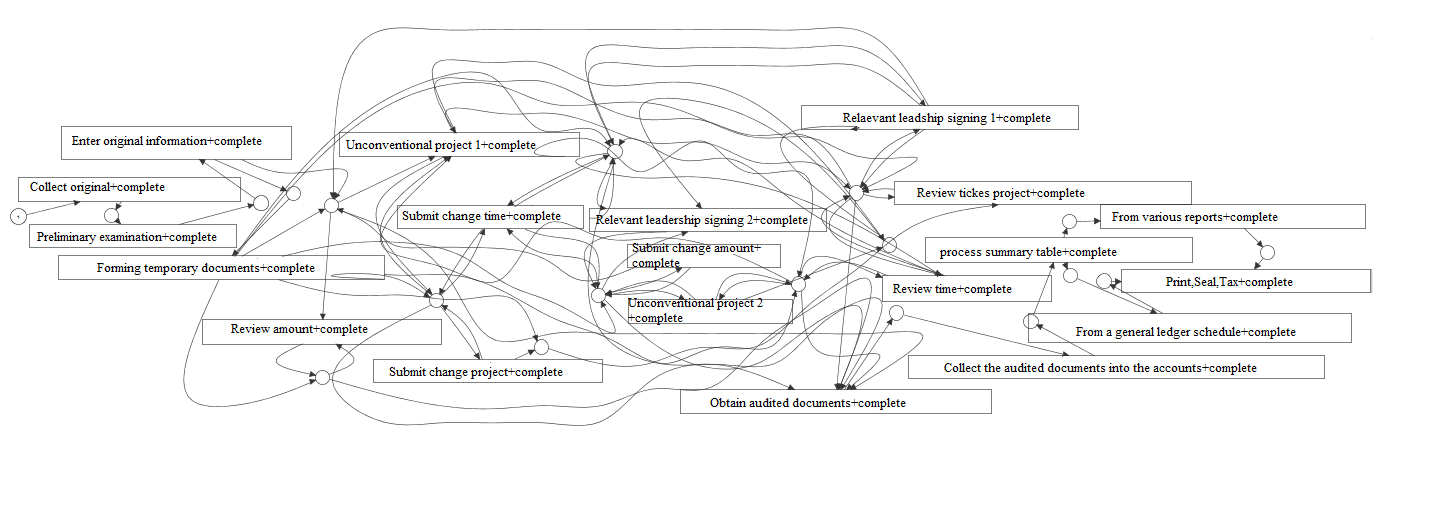 Relaevant leadship signing 1+complete
Enter original information+complete
Unconventional project 1+complete
Collect original+complete
Review tickes project+complete
Submit change time+complete
Relevant leadership signing 2+complete
From various reports+complete
Preliminary examination+complete
Submit change amount+
complete
process summary table+complete
Forming temporary documents+complete
Print,Seal,Tax+complete
Review time+complete
Unconventional project 2
+complete
Review amount+complete
From a general ledger schedule+complete
Submit change project+complete
Collect the audited documents into the accounts+complete
Obtain audited documents+complete